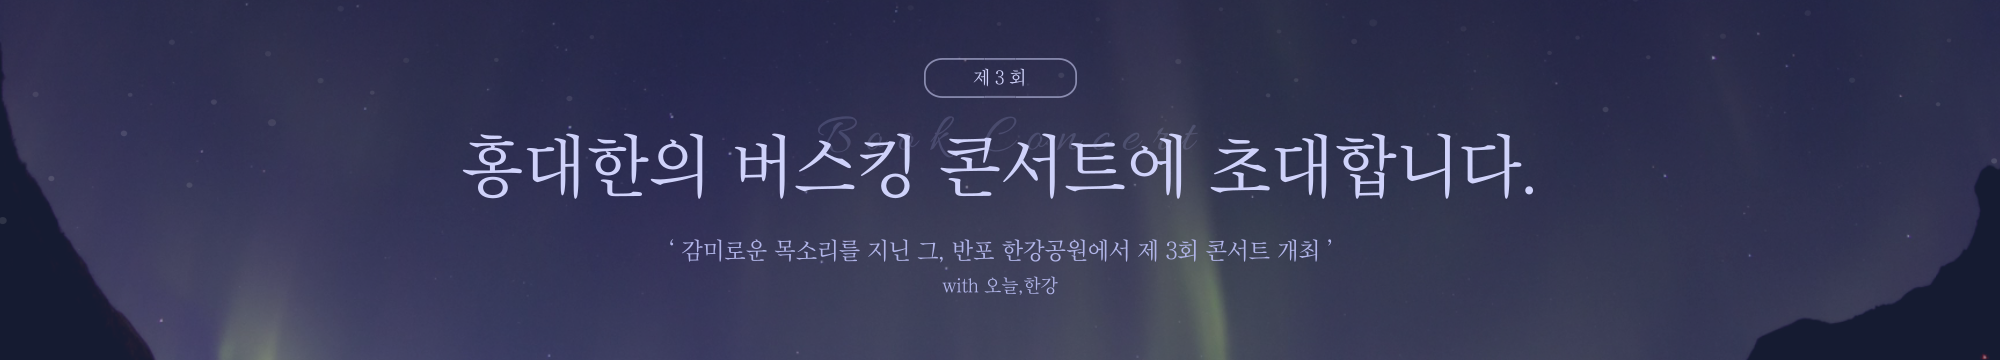 제 3 회
Book Concert
홍대한의 버스킹 콘서트에 초대합니다.
‘ 감미로운 목소리를 지닌 그, 반포 한강공원에서 제 3회 콘서트 개최 ’
with 오늘,한강